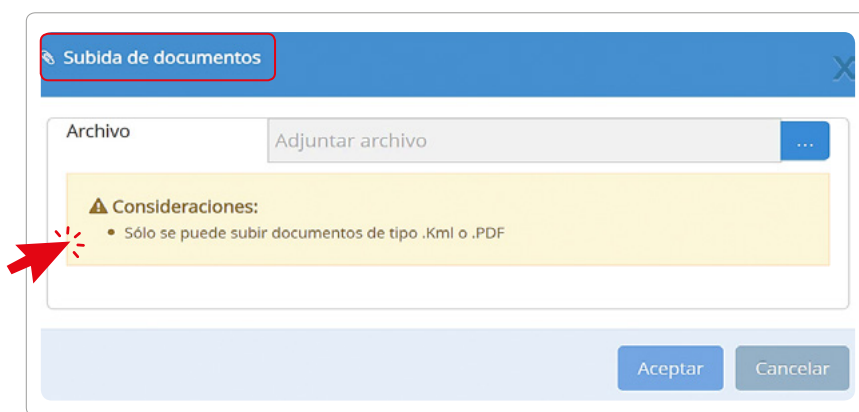 Subida de documentos
X
Archivo
Adjuntar archivo
...
Consideraciones:
• Sólo se puede subir documentos de tipo .Kml o .PDF
Aceptar
Cancelar